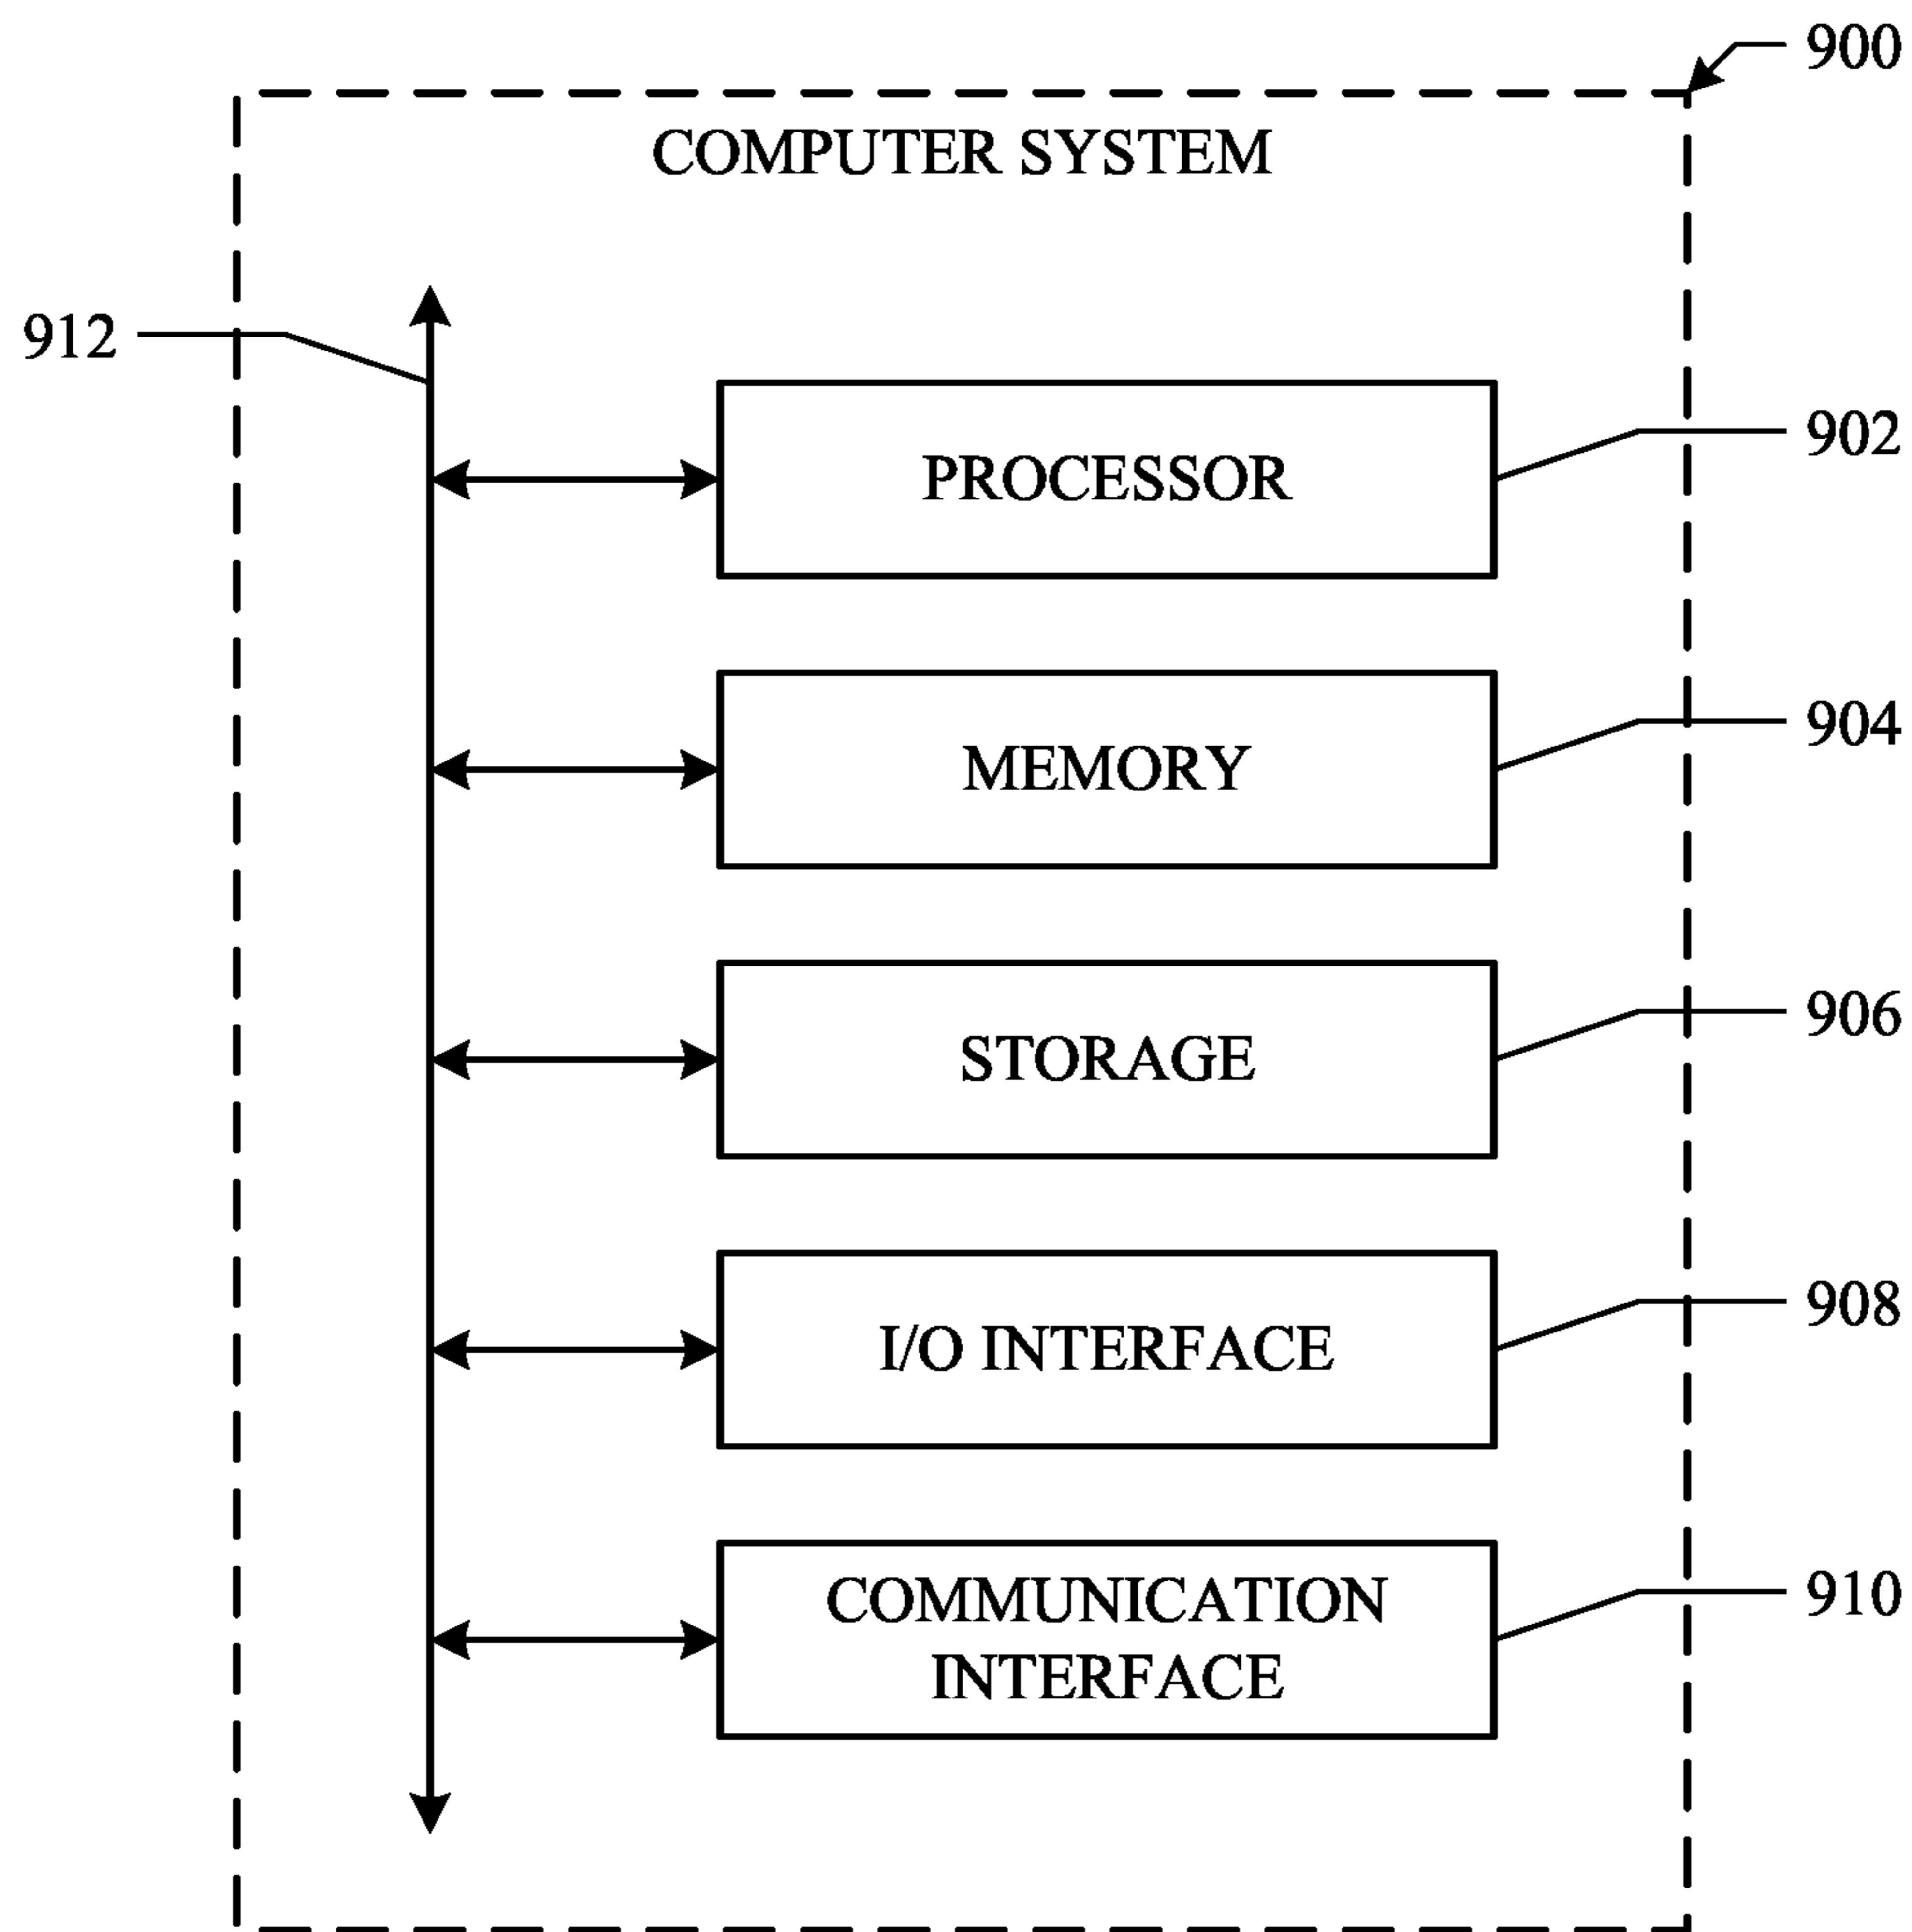 900
COMPUTER SYSTEM
912
902
PROCESSOR
904
MEMORY
906
STORAGE
908
I/O INTERFACE
910
COMMUNICATION
INTERFACE